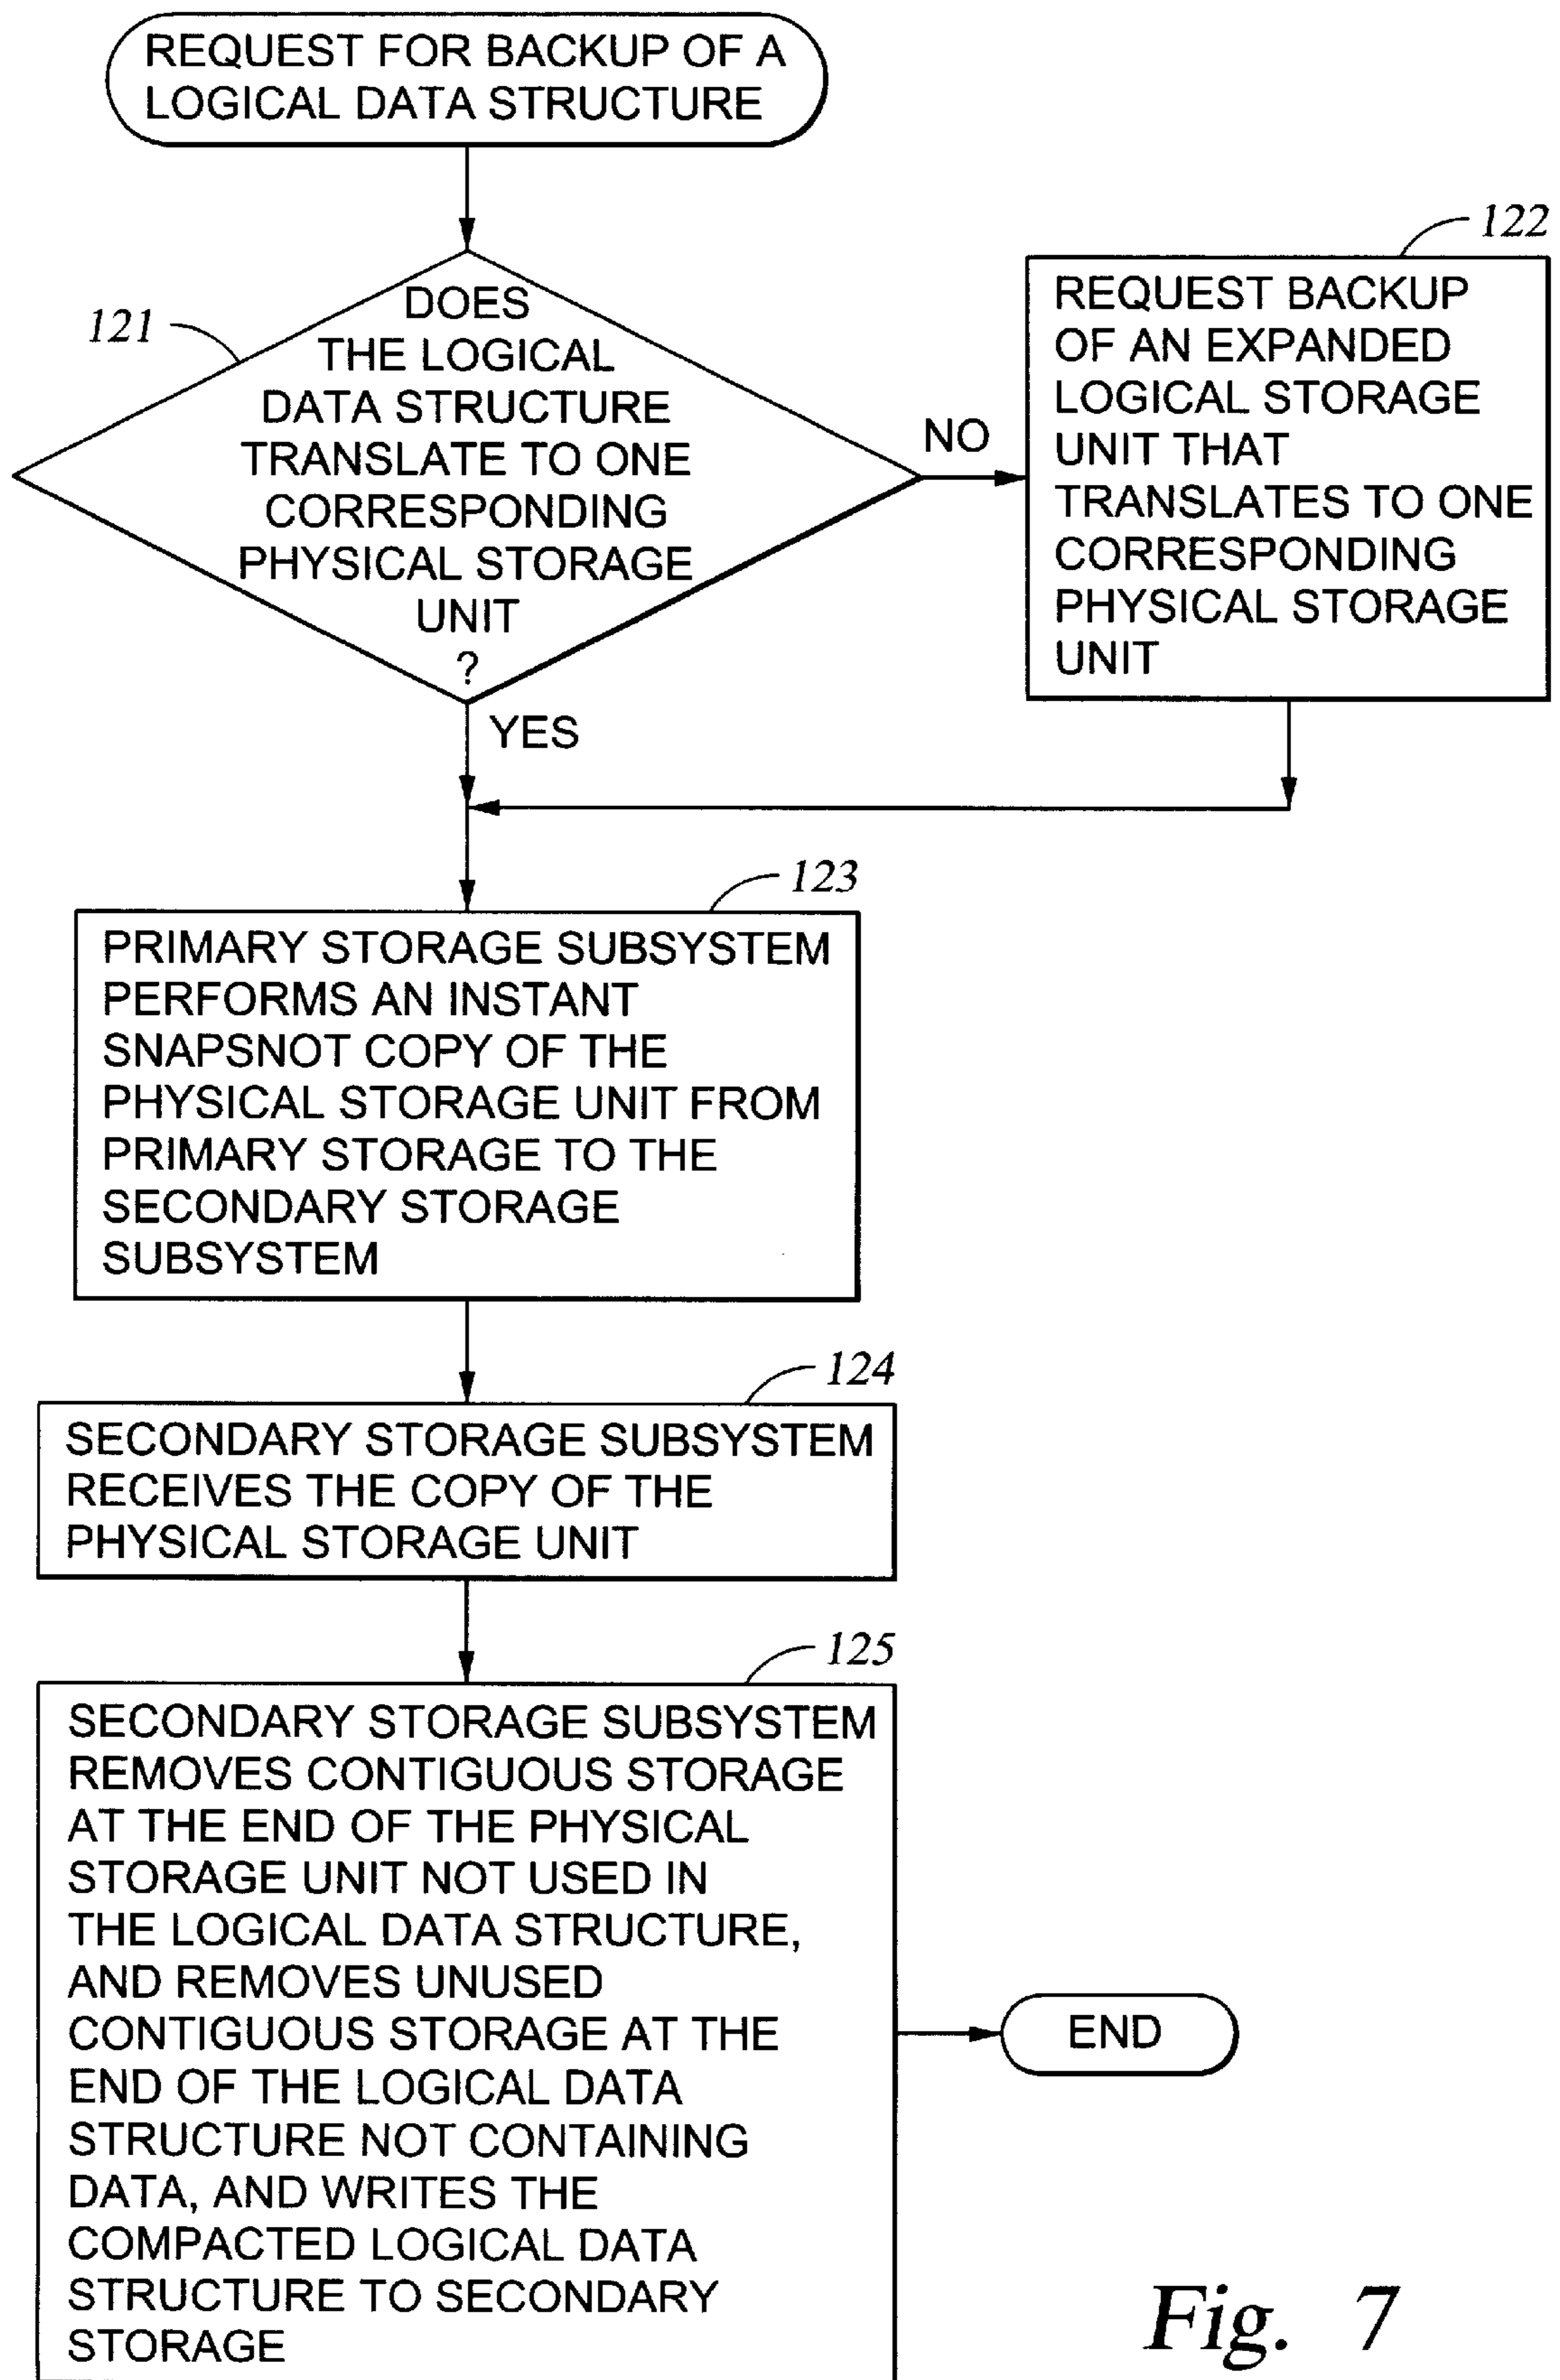 REQUEST FOR BACKUP OF A
LOGICAL DATA STRUCTURE
121
DOES
THE LOGICAL
DATA STRUCTURE
TRANSLATE TO ONE
CORRESPONDING
PHYSICAL STORAGE
UNIT
?
NO
YES
122
REQUEST BACKUP
OF AN EXPANDED
LOGICAL STORAGE
UNIT THAT
TRANSLATES TO ONE
CORRESPONDING
PHYSICAL STORAGE
UNIT
123
PRIMARY STORAGE SUBSYSTEM
PERFORMS AN INSTANT
SNAPSNOT COPY OF THE
PHYSICAL STORAGE UNIT FROM
PRIMARY STORAGE TO THE
SECONDARY STORAGE
SUBSYSTEM
124
SECONDARY STORAGE SUBSYSTEM
RECEIVES THE COPY OF THE
PHYSICAL STORAGE UNIT
125
SECONDARY STORAGE SUBSYSTEM
REMOVES CONTIGUOUS STORAGE
AT THE END OF THE PHYSICAL
STORAGE UNIT NOT USED IN
THE LOGICAL DATA STRUCTURE,
AND REMOVES UNUSED
CONTIGUOUS STORAGE AT THE
END OF THE LOGICAL DATA
STRUCTURE NOT CONTAINING
DATA, AND WRITES THE
COMPACTED LOGICAL DATA
STRUCTURE TO SECONDARY
STORAGE
END
Fig. 7